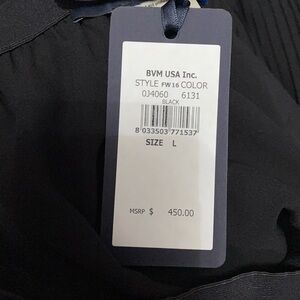 BVM USA Inc.
STYLE FW16 COLOR
0J4060 6131
BLACK
8 033503 771537
SIZE L
MSRP $ 450.00